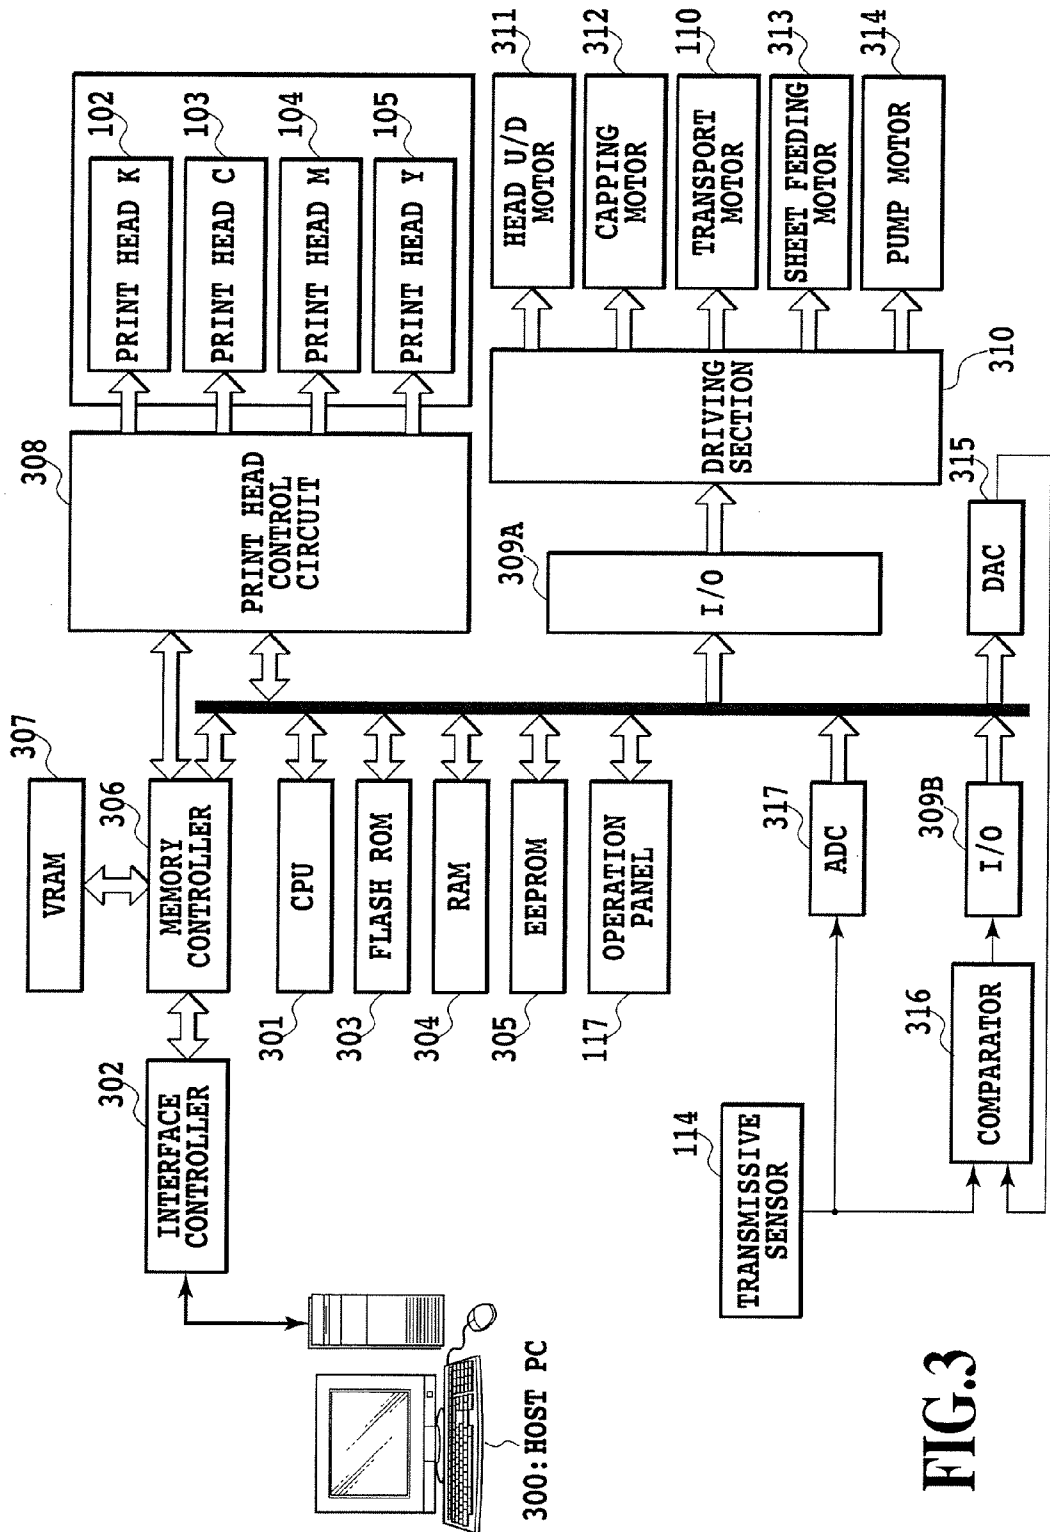 300:HOST PC
302
INTERFACE
CONTROLLER
307
VRAM
306
MEMORY
CONTROLLER
CPU
301
FLASH ROM
303
RAM
304
EEPROM
305
OPERATION
PANEL
117
308
PRINT HEAD
CONTROL
CIRCUIT
PRINT HEAD K
102
PRINT HEAD C
103
PRINT HEAD M
104
PRINT HEAD Y
105
309A
I/O
DRIVING
SECTION
310
HEAD U/D
MOTOR
311
CAPPING
MOTOR
312
TRANSPORT
MOTOR
110
SHEET FEEDING
MOTOR
313
PUMP MOTOR
314
114
TRANSMISSIVE
SENSOR
317
ADC
316
COMPARATOR
309B
I/O
315
DAC
FIG.3